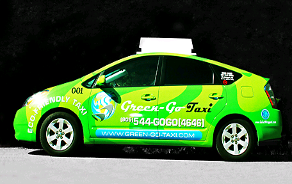 001
ECO FRIENDLY TAXI
Green-Go Taxi
544-GOGO[4646]
WWW.GREEN-GO-TAXI.COM